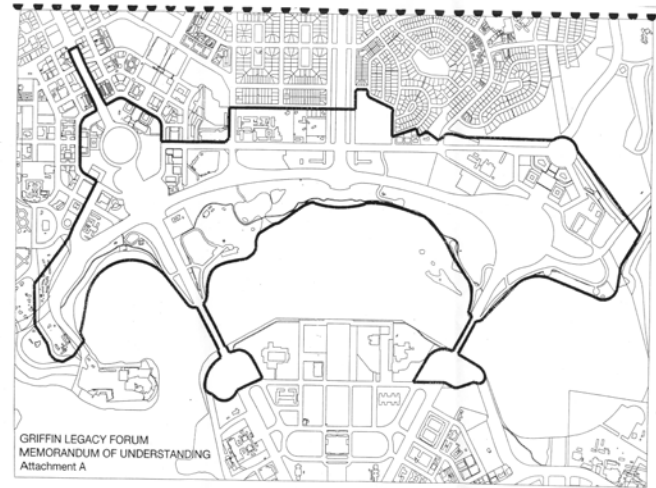 GRIFFIN LEGACY FORUM
MEMORANDUM OF UNDERSTANDING
Attachment A